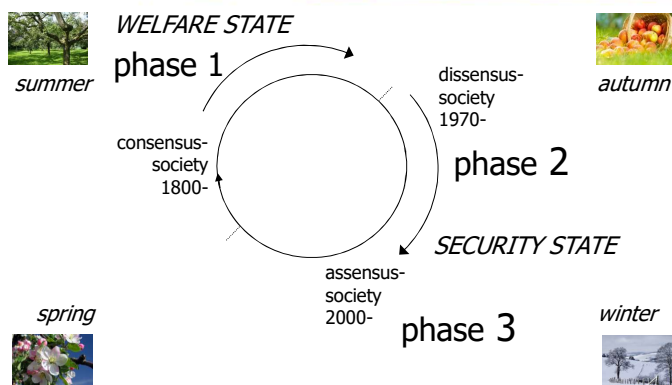 WELFARE STATE
phase 1
summer
dissensus-
society
1970-
autumn
consensus-
society
1800-
phase 2
SECURITY STATE
assensus-
society
2000-
phase 3
spring
winter